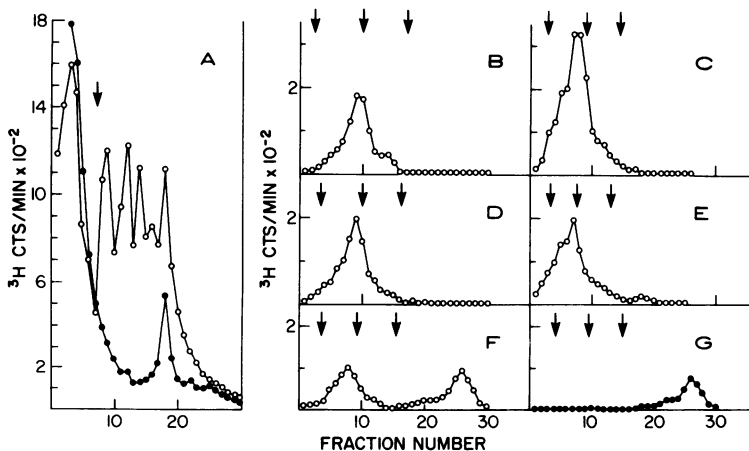 18
14
10
6
2
³H CTS/MIN x 10⁻²
A
10
20
2
B
C
³H CTS/MIN x 10⁻²
2
D
E
2
F
G
10
20
30
10
20
30
FRACTION NUMBER